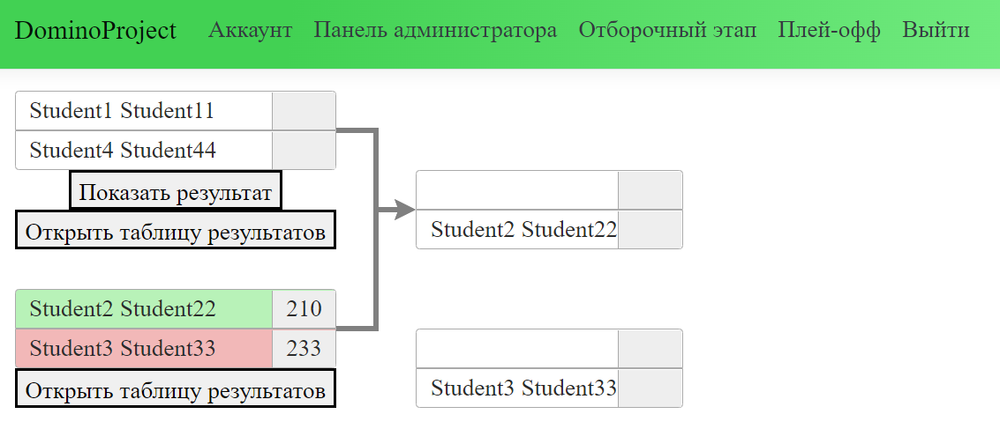 DominoProject Аккаунт Панель администратора Отборочный этап Плей-офф Выйти
Student1 Student11
Student4 Student44
Показать результат
Открыть таблицу результатов
Student2 Student22 210
Student3 Student33 233
Открыть таблицу результатов
Student2 Student22
Student3 Student33